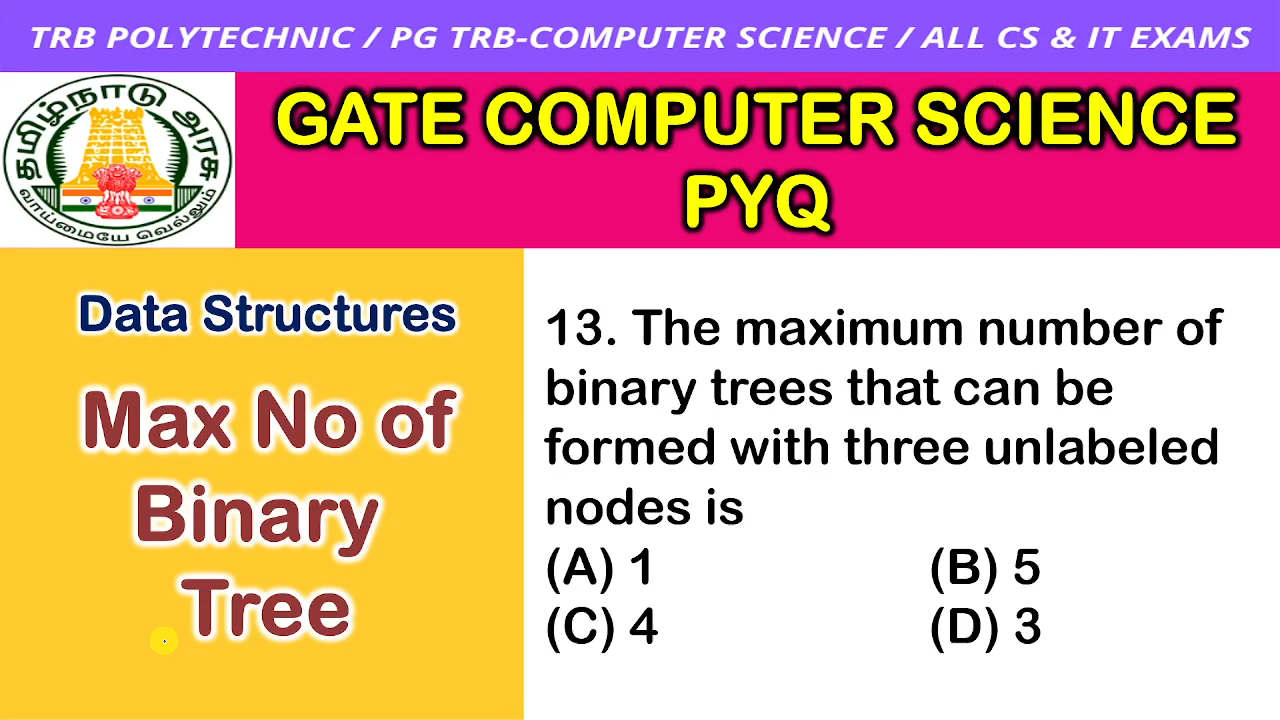 TRB POLYTECHNIC / PG TRB-COMPUTER SCIENCE / ALL CS & IT EXAMS
தமிழ்நாடு அரசு
வாய்மையே வெல்லும்
GATE COMPUTER SCIENCE
PYQ
Data Structures
Max No of
Binary
Tree
13. The maximum number of
binary trees that can be
formed with three unlabeled
nodes is
(A) 1 (B) 5
(C) 4 (D) 3